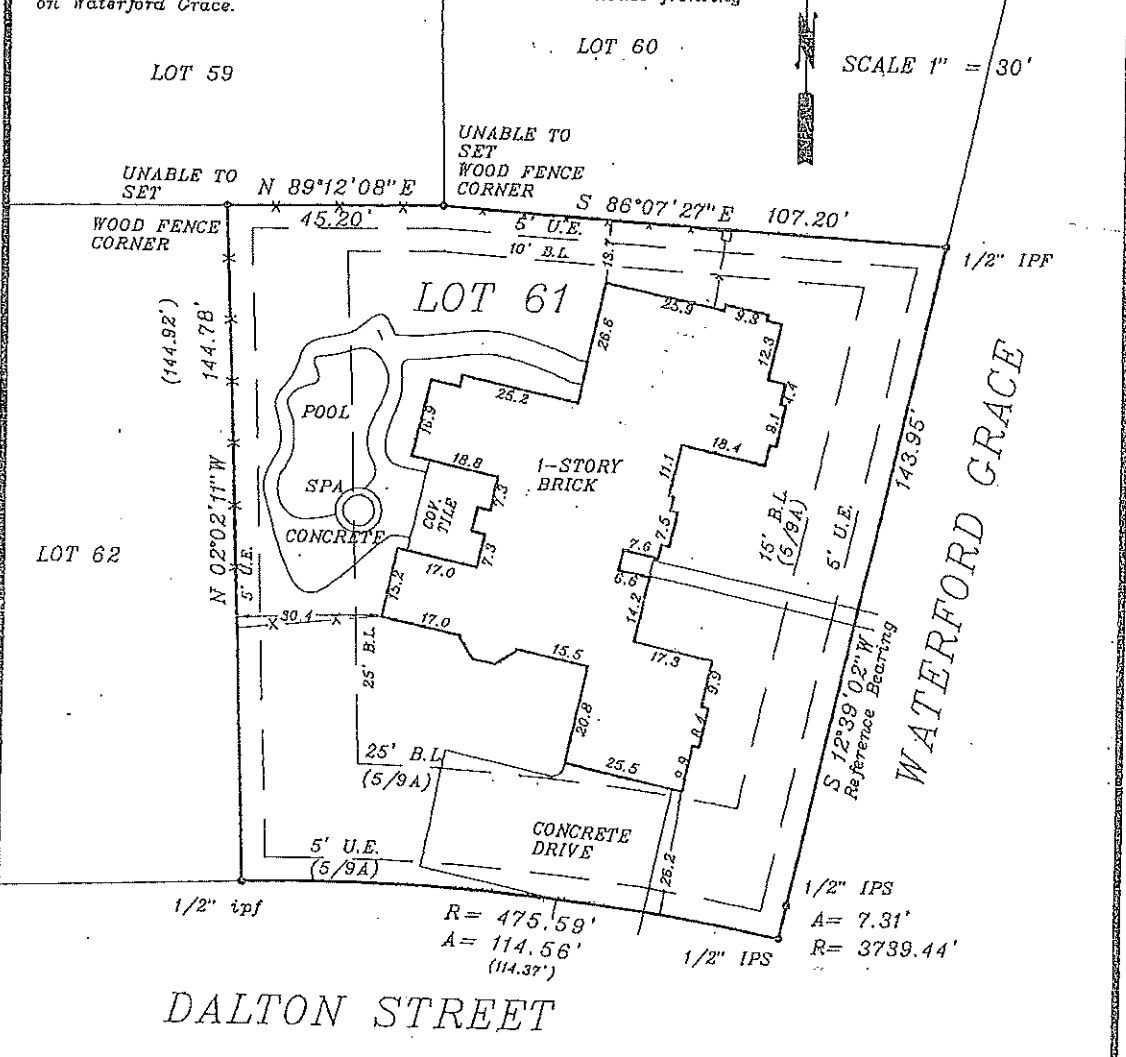 on Waterford Grace.
LOT 59
LOT 60
SCALE 1" = 30'
UNABLE TO
SET
WOOD FENCE
CORNER
UNABLE TO
SET
WOOD FENCE
CORNER
N 89°12'08"E
45.20'
S 86°07'27"E 107.20'
5' U.E.
10' B.L.
1/2" IPF
LOT 61
13.7
25.9
9.3
26.6
12.3
4.4
9.1
(144.92')
144.78'
N 02°02'11"W
5' U.E.
LOT 62
POOL
SPA
CONCRETE
25.2
16.9
18.8
7.3
COV.
TILE
7.3
17.0
15.2
1-STORY
BRICK
18.4
11.1
7.5
7.6
6.6
14.2
17.3
15' B.L.
(5/9A)
5' U.E.
143.95'
WATERFORD GRACE
S 12°39'02"W
Reference Bearing
30.1
17.0
15.5
25' B.L.
20.8
9.9
8.4
9.9
25.5
25' B.L.
(5/9A)
CONCRETE
DRIVE
25.2
5' U.E.
(5/9A)
1/2" ipf
R= 475.59'
A= 114.56'
(114.37')
1/2" IPS
1/2" IPS
A= 7.31'
R= 3739.44'
DALTON STREET